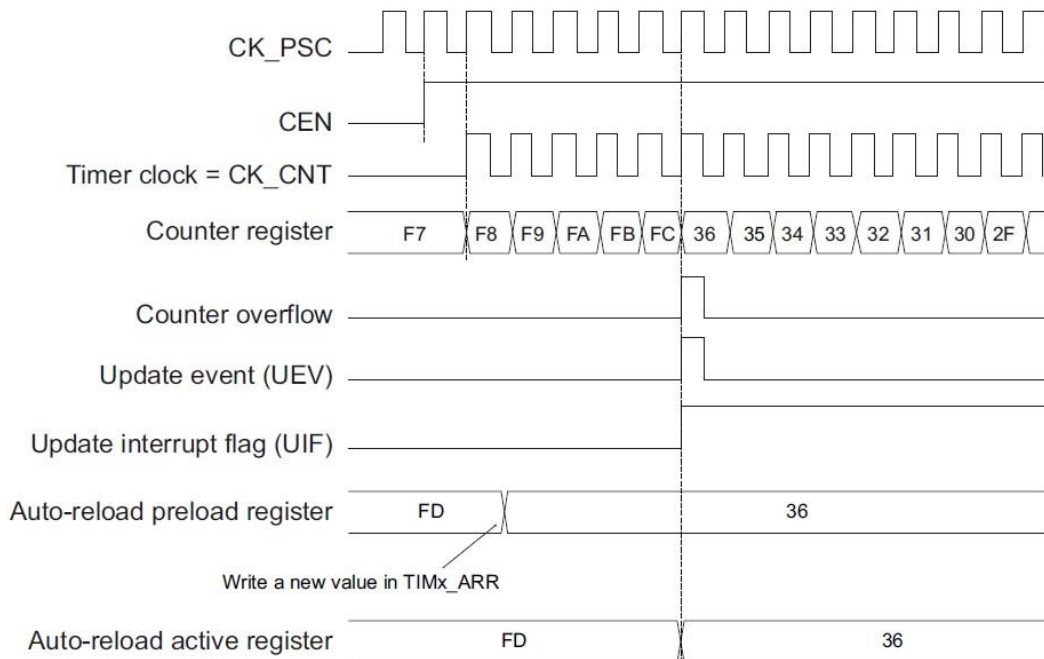 CK_PSC
CEN
Timer clock = CK_CNT
Counter register F7 F8 F9 FA FB FC 36 35 34 33 32 31 30 2F
Counter overflow
Update event (UEV)
Update interrupt flag (UIF)
Auto-reload preload register FD 36
Write a new value in TIMx_ARR
Auto-reload active register FD 36